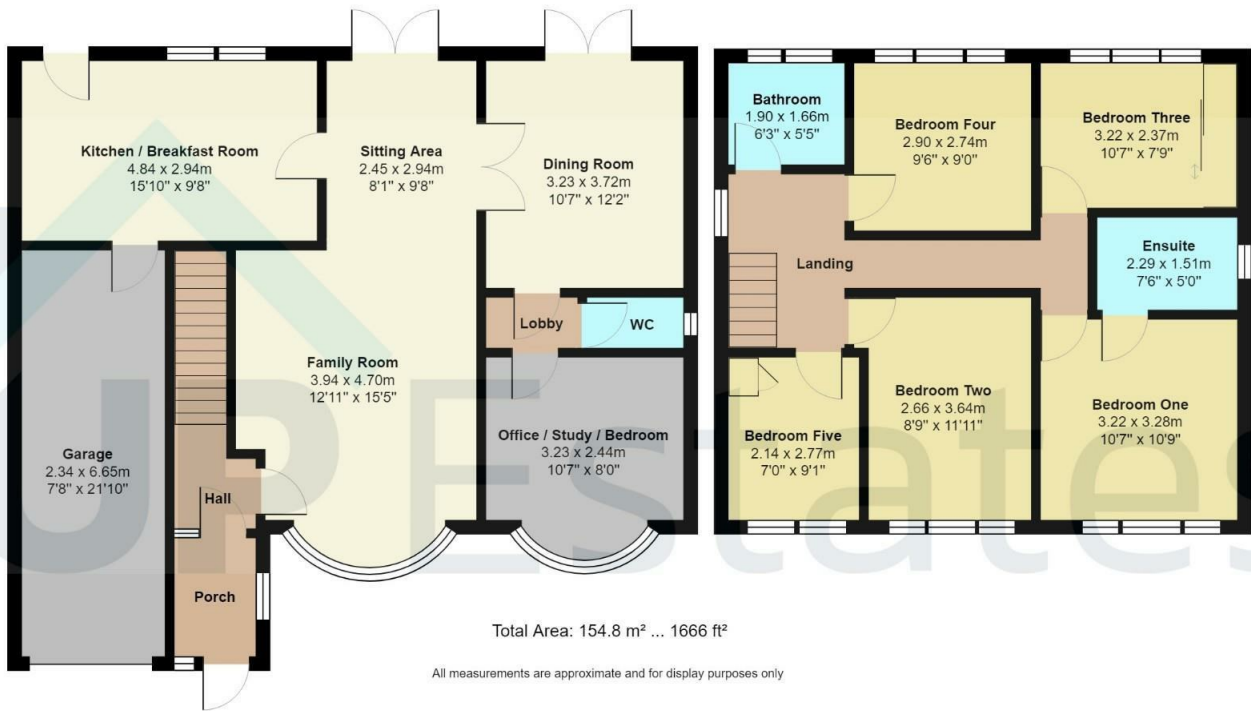 Kitchen / Breakfast Room
4.84 x 2.94m
15'10" x 9'8"
Sitting Area
2.45 x 2.94m
8'1" x 9'8"
Dining Room
3.23 x 3.72m
10'7" x 12'2"
Lobby
WC
Family Room
3.94 x 4.70m
12'11" x 15'5"
Office / Study / Bedroom
3.23 x 2.44m
10'7" x 8'0"
Garage
2.34 x 6.65m
7'8" x 21'10"
Hall
Porch
Bathroom
1.90 x 1.66m
6'3" x 5'5"
Bedroom Four
2.90 x 2.74m
9'6" x 9'0"
Bedroom Three
3.22 x 2.37m
10'7" x 7'9"
Landing
Ensuite
2.29 x 1.51m
7'6" x 5'0"
Bedroom Five
2.14 x 2.77m
7'0" x 9'1"
Bedroom Two
2.66 x 3.64m
8'9" x 11'11"
Bedroom One
3.22 x 3.28m
10'7" x 10'9"
UP Estates
Total Area: 154.8 m² ... 1666 ft²
All measurements are approximate and for display purposes only